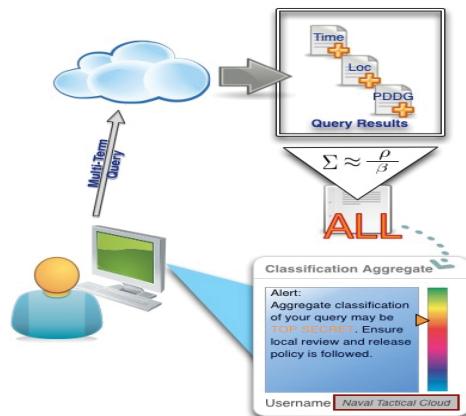 Time
Loc
PDDG
Query Results
Multi-Term
Query
Σ ≈ ρ/β
ALL
Classification Aggregate
Alert:
Aggregate classification
of your query may be
TOP SECRET. Ensure
local review and release
policy is followed.
Username Naval Tactical Cloud